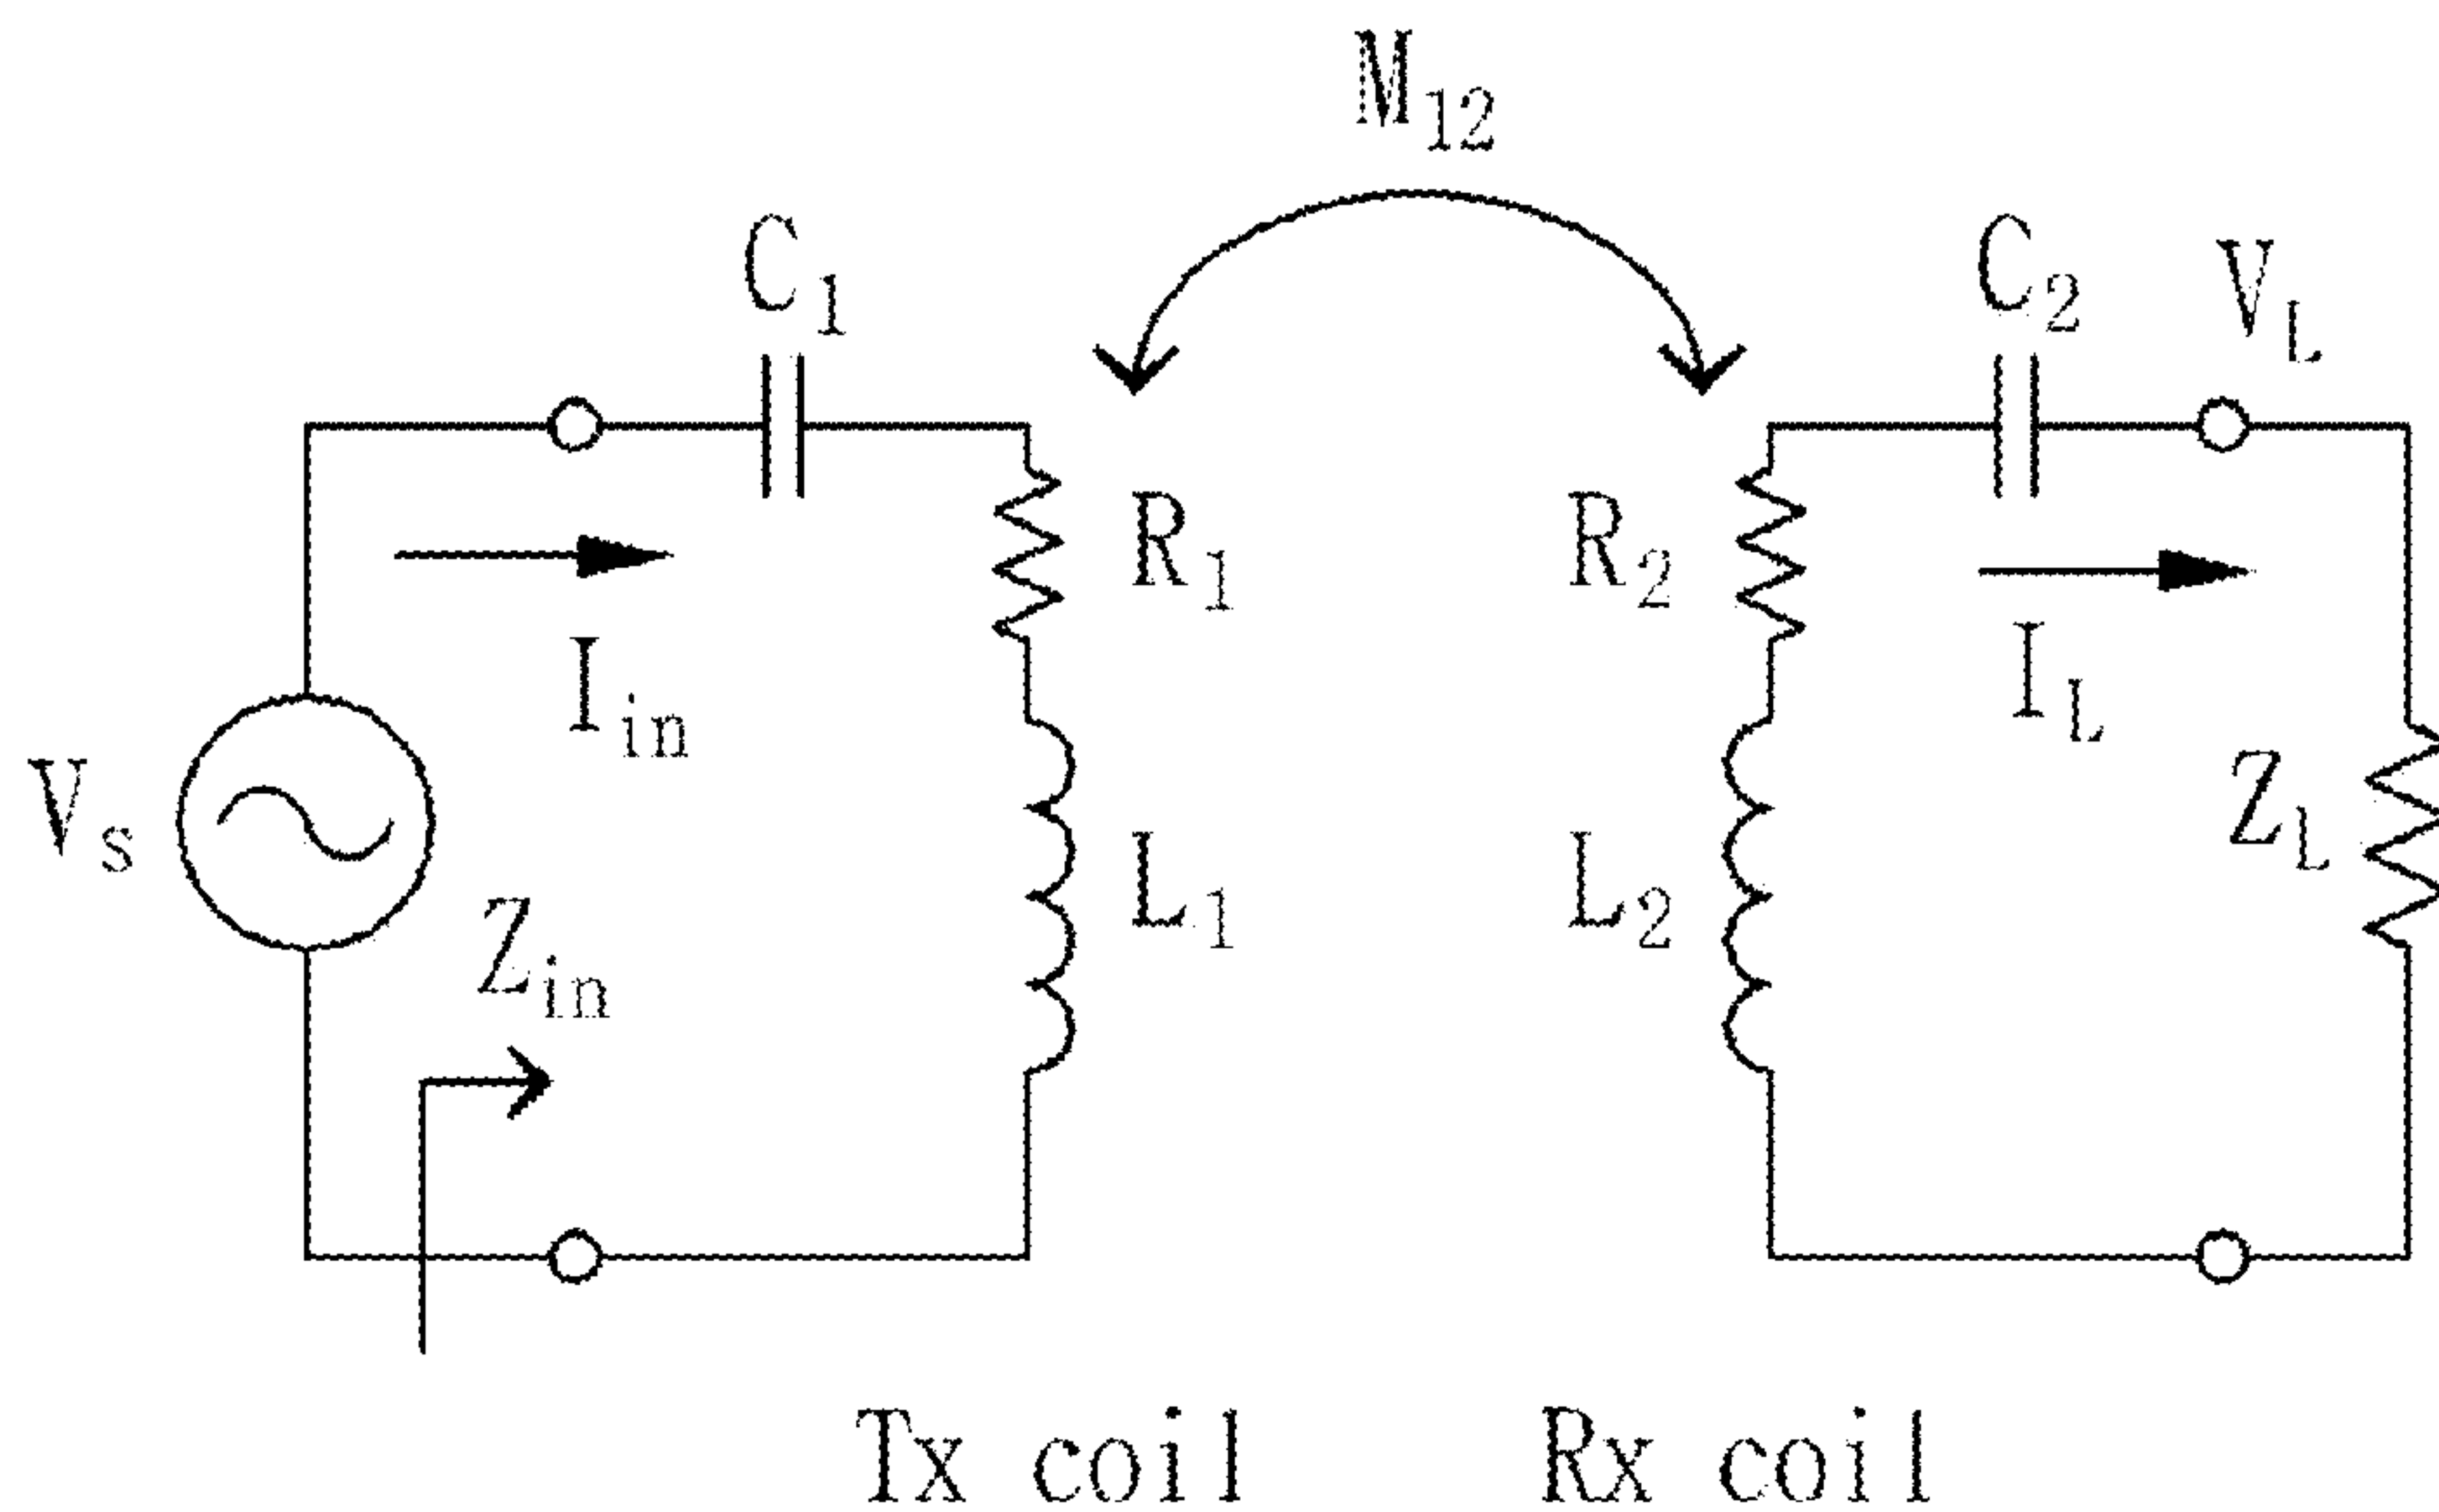 M12
C1
C2
VL
R1
R2
Iin
IL
Vs
Zin
L1
L2
ZL
Tx coil
Rx coil